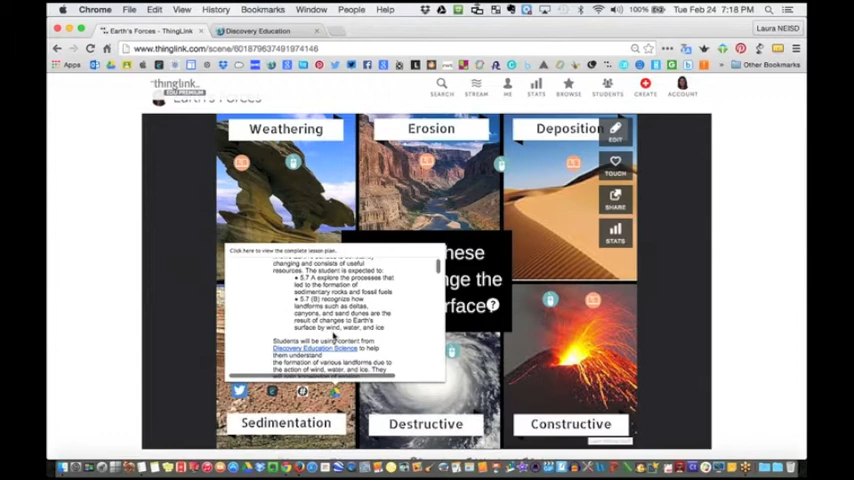 Chrome File Edit View History Bookmarks Window People Help
100% Tue Feb 24 7:18 PM
Earth's Forces - ThingLink
Discovery Education
Laura NEISD
www.thinglink.com/scene/601879637491974146
Apps
Other Bookmarks
thinglink..
EDU PREMIUM
SEARCH STREAM ME STATS BROWSE STUDENTS CREATE ACCOUNT
Earth's Forces
Weathering
Erosion
Deposition
EDIT
TOUCH
SHARE
STATS
hese
nge the
rface?
Click here to view the complete lesson plan.
changing and consists of useful
resources. The student is expected to:
● 5.7 A explore the processes that
led to the formation of
sedimentary rocks and fossil fuels
● 5.7 (B) recognize how
landforms such as deltas,
canyons, and sand dunes are the
result of changes to Earth's
surface by wind, water, and ice
Students will be using content from
Discovery Education Science to help
them understand
the formation of various landforms due to
the action of wind, water, and ice. They
Sedimentation
Destructive
Constructive